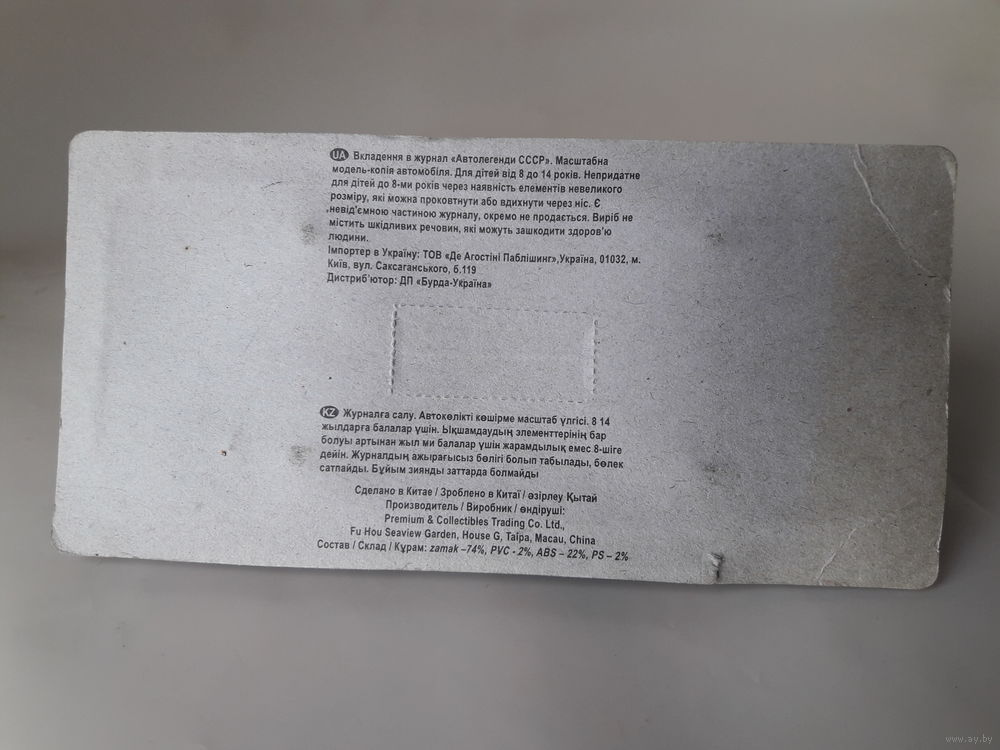 UA Вкладення в журнал «Автолегенди СССР». Масштабна
модель-копія автомобіля. Для дітей від 8 до 14 років. Непридатне
для дітей до 8-ми років через наявність елементів невеликого
розміру, які можна проковтнути або вдихнути через ніс. Є
невід'ємною частиною журналу, окремо не продається. Виріб не
містить шкідливих речовин, які можуть зашкодити здоров'ю
людини.
Імпортер в Україну: ТОВ «Де Агостіні Паблішинг»,Україна, 01032, м.
Київ, вул. Саксаганського, б.119
Дистриб'ютор: ДП «Бурда-Україна»
KZ Журналға салу. Автокөлікті көшірме масштаб үлгісі. 8 14
жылдарға балалар үшін. Ықшамдаудың элементтерінің бар
болуы артынан жыл ми балалар үшін жарамдылық емес 8-шіге
дейін. Журналдың ажырағысыз бөлігі болып табылады, бөлек
сатпайды. Бұйым зиянды заттарда болмайды
Сделано в Китае / Зроблено в Китаї / өзірлеу Қытай
Производитель / Виробник / өндіруші:
Premium & Collectibles Trading Co. Ltd.,
Fu Hou Seaview Garden, House G, Taïpa, Macau, China
Состав / Склад / Құрам: zamak –74%, PVC - 2%, ABS – 22%, PS – 2%
www.ay.by